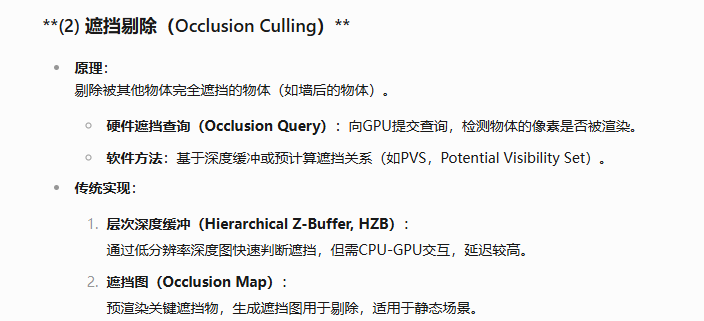 **(2) 遮挡剔除（Occlusion Culling）**
原理：
剔除被其他物体完全遮挡的物体（如墙后的物体）。
硬件遮挡查询（Occlusion Query）：向GPU提交查询，检测物体的像素是否被渲染。
软件方法：基于深度缓冲或预计算遮挡关系（如PVS，Potential Visibility Set）。
传统实现：
1. 层次深度缓冲（Hierarchical Z-Buffer, HZB）：
通过低分辨率深度图快速判断遮挡，但需CPU-GPU交互，延迟较高。
2. 遮挡图（Occlusion Map）：
预渲染关键遮挡物，生成遮挡图用于剔除，适用于静态场景。